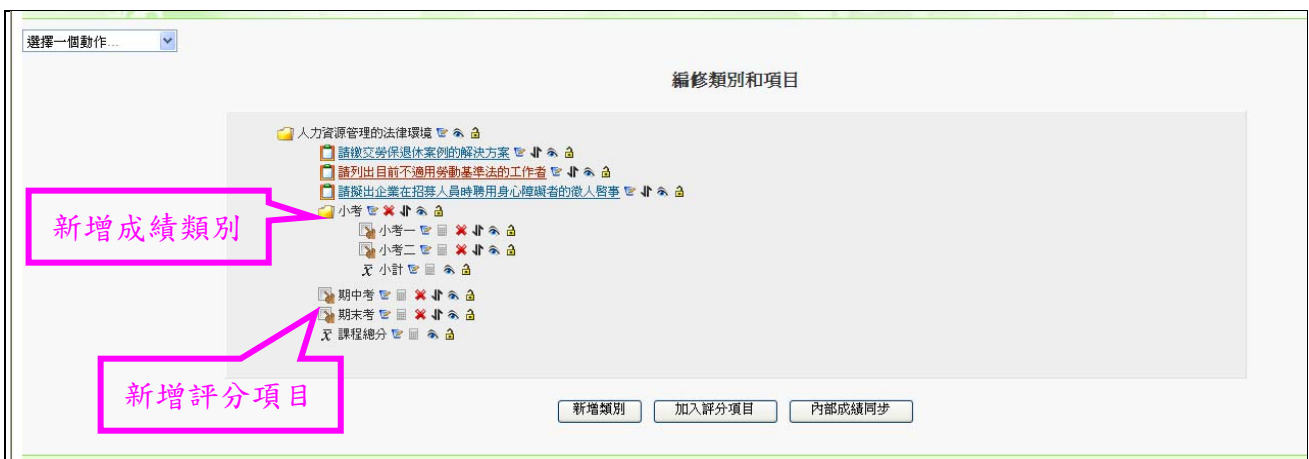 選擇一個動作...
編修類別和項目
人力資源管理的法律環境
請繳交勞保退休案例的解決方案
請列出目前不適用勞動基準法的工作者
請擬出企業在招募人員時聘用身心障礙者的徵人啓事
新增成績類別
小考
小考一
小考二
x̄ 小計
期中考
期末考
x̄ 課程總分
新增評分項目
新增類別 加入評分項目 內部成績同步